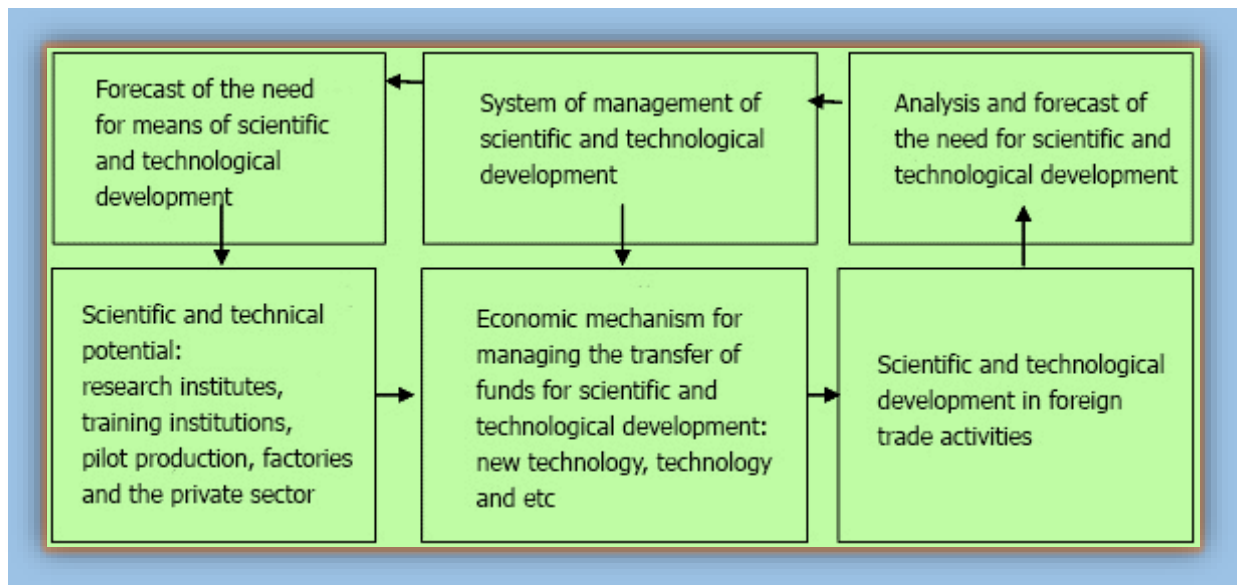 Forecast of the need
for means of scientific
and technological
development
System of management of
scientific and technological
development
Analysis and forecast of
the need for scientific and
technological development
Scientific and technical
potential:
research institutes,
training institutions,
pilot production, factories
and the private sector
Economic mechanism for
managing the transfer of
funds for scientific and
technological development:
new technology, technology
and etc
Scientific and technological
development in foreign
trade activities